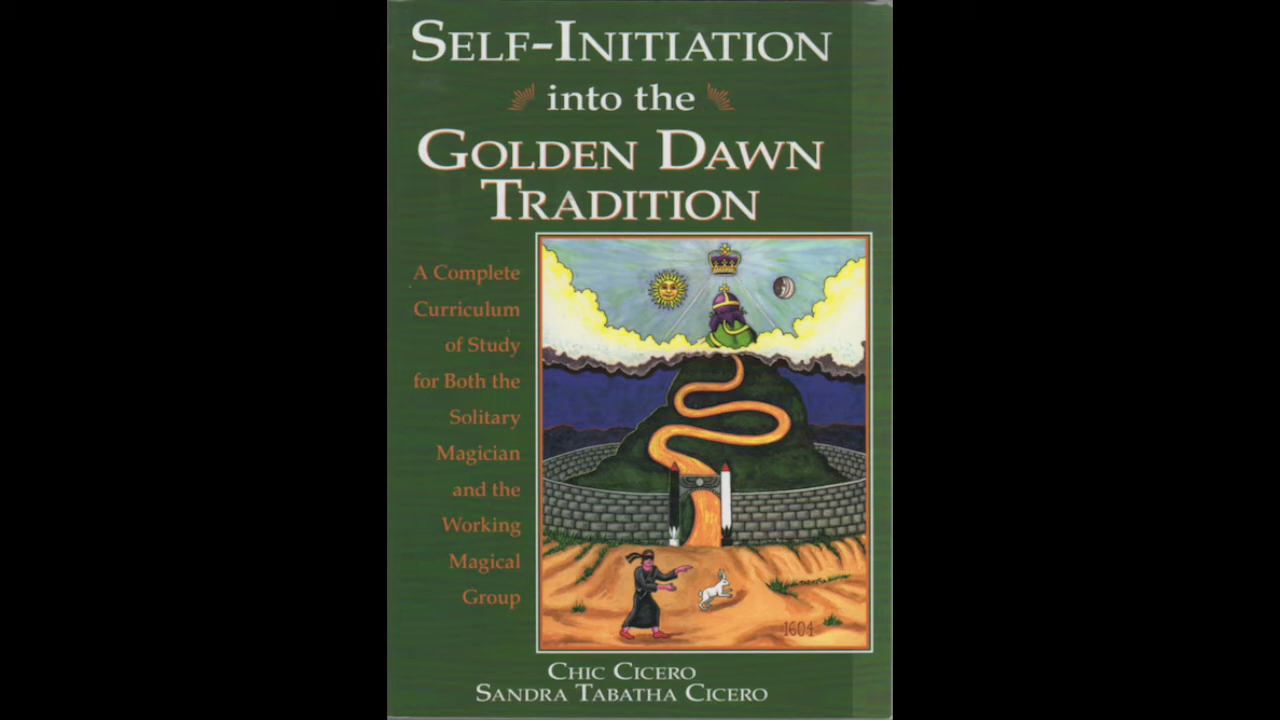 SELF-INITIATION
into the
GOLDEN DAWN
TRADITION
A Complete
Curriculum
of Study
for Both the
Solitary
Magician
and the
Working
Magical
Group
1604
CHIC CICERO
SANDRA TABATHA CICERO